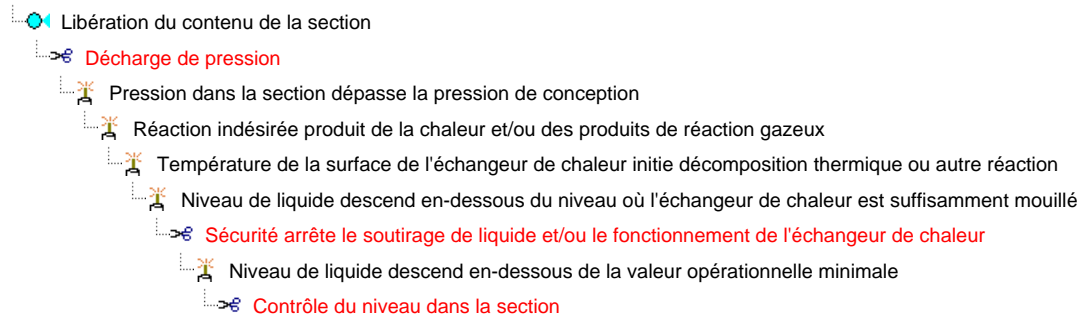 Libération du contenu de la section
Décharge de pression
Pression dans la section dépasse la pression de conception
Réaction indésirée produit de la chaleur et/ou des produits de réaction gazeux
Température de la surface de l'échangeur de chaleur initie décomposition thermique ou autre réaction
Niveau de liquide descend en-dessous du niveau où l'échangeur de chaleur est suffisamment mouillé
Sécurité arrête le soutirage de liquide et/ou le fonctionnement de l'échangeur de chaleur
Niveau de liquide descend en-dessous de la valeur opérationnelle minimale
Contrôle du niveau dans la section